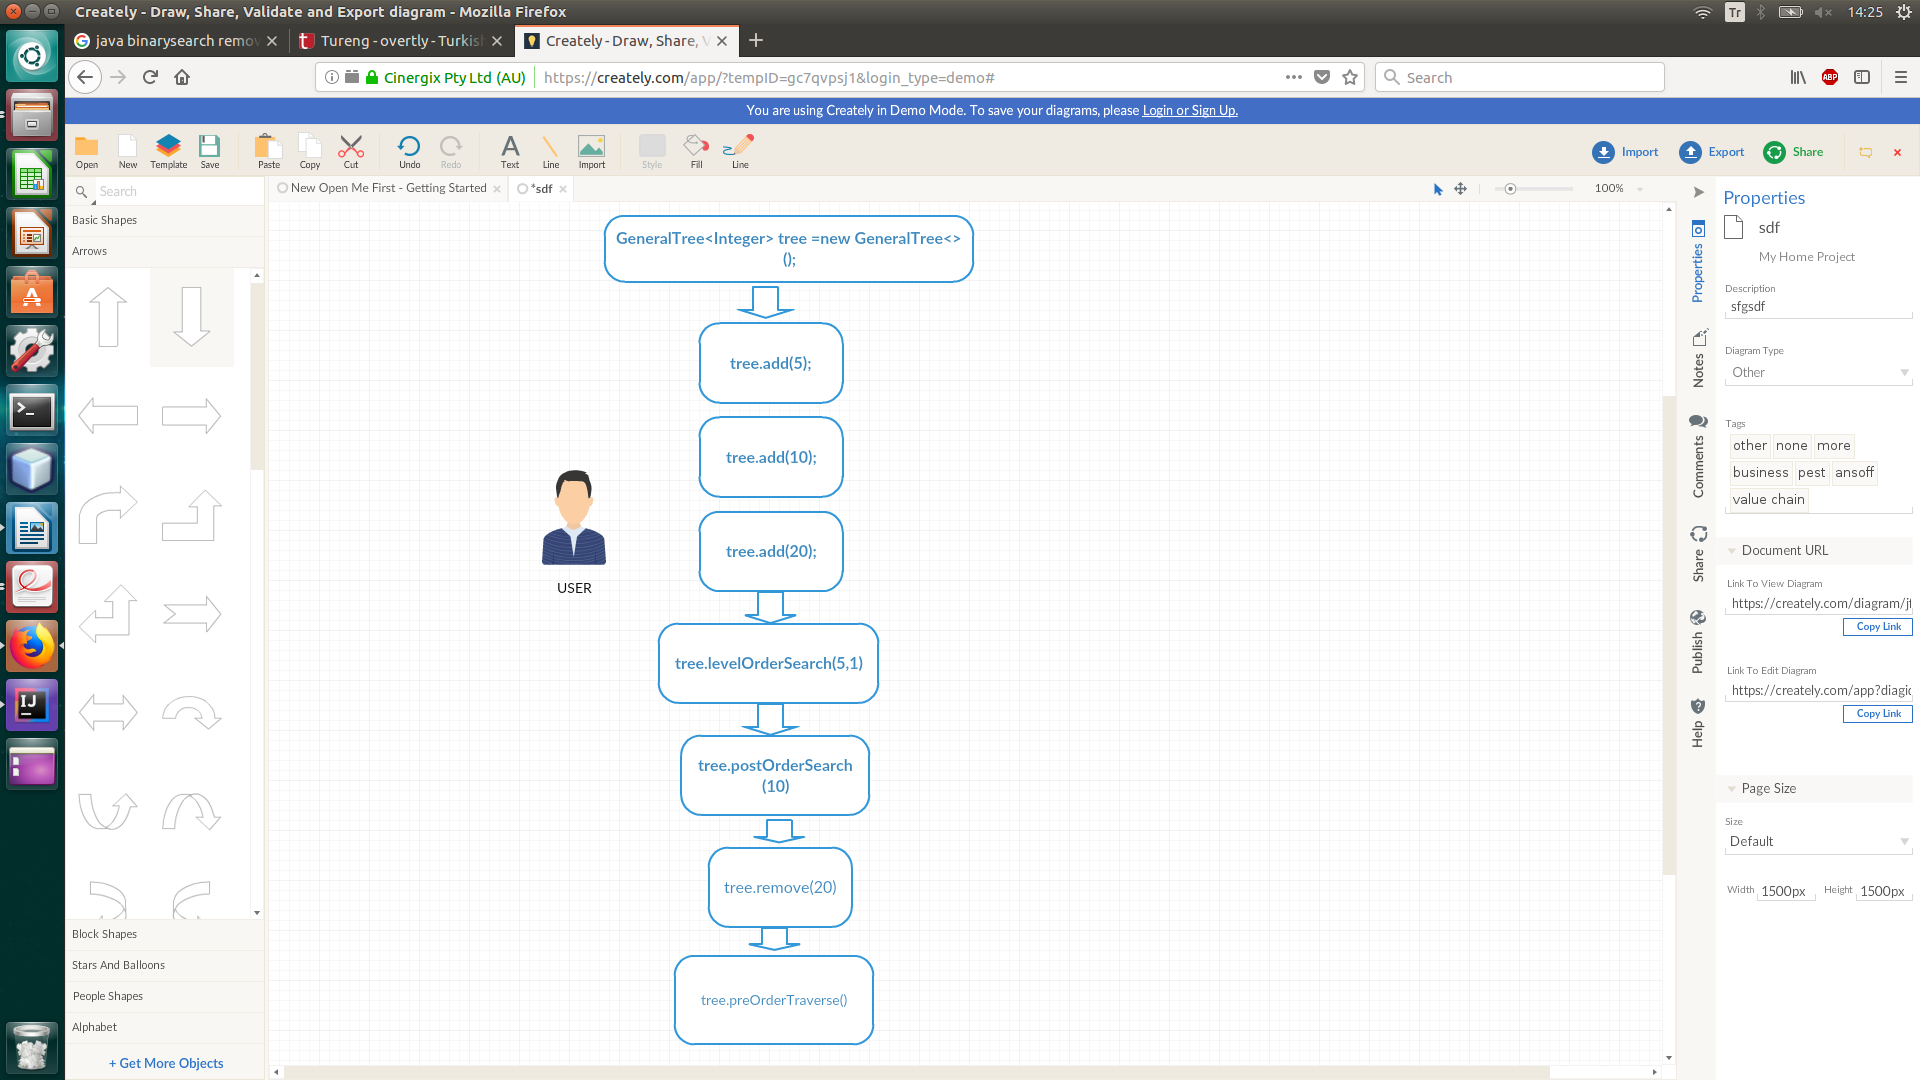 Creately - Draw, Share, Validate and Export diagram - Mozilla Firefox
Tr
14:25
java binarysearch remov
Tureng - overtly - Turkis
Creately - Draw, Share, V
Cinergix Pty Ltd (AU)
https://creately.com/app/?tempID=gc7qvpsj1&login_type=demo#
Search
ABP
You are using Creately in Demo Mode. To save your diagrams, please Login or Sign Up.
Open
New
Template
Save
Paste
Copy
Cut
Undo
Redo
Text
Line
Import
Style
Fill
Line
Import
Export
Share
Search
New Open Me First - Getting Started
*sdf
100%
Basic Shapes
Arrows
Block Shapes
Stars And Balloons
People Shapes
Alphabet
+ Get More Objects
GeneralTree<Integer> tree =new GeneralTree<>
();
tree.add(5);
tree.add(10);
tree.add(20);
USER
tree.levelOrderSearch(5,1)
tree.postOrderSearch
(10)
tree.remove(20)
tree.preOrderTraverse()
Properties
Notes
Comments
Share
Publish
Help
Properties
sdf
My Home Project
Description
sfgsdf
Diagram Type
Other
Tags
other none more
business pest ansoff
value chain
Document URL
Link To View Diagram
https://creately.com/diagram/j
Copy Link
Link To Edit Diagram
https://creately.com/app?diagi
Copy Link
Page Size
Size
Default
Width 1500px Height 1500px
IJ